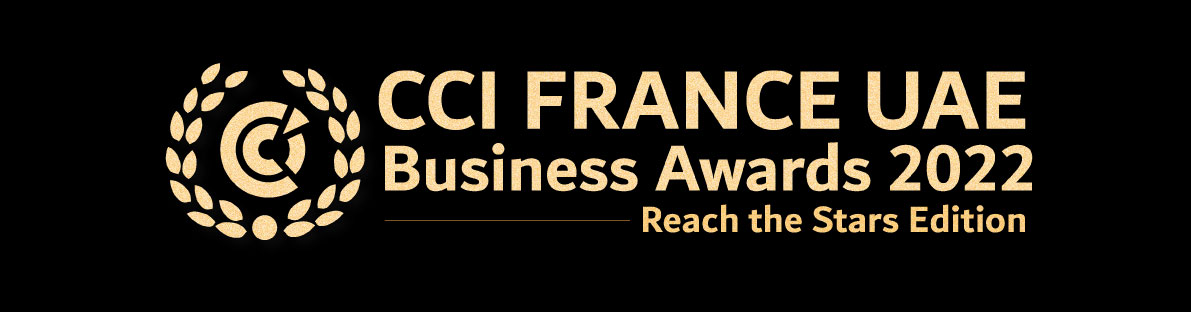 CCI FRANCE UAE
Business Awards 2022
Reach the Stars Edition